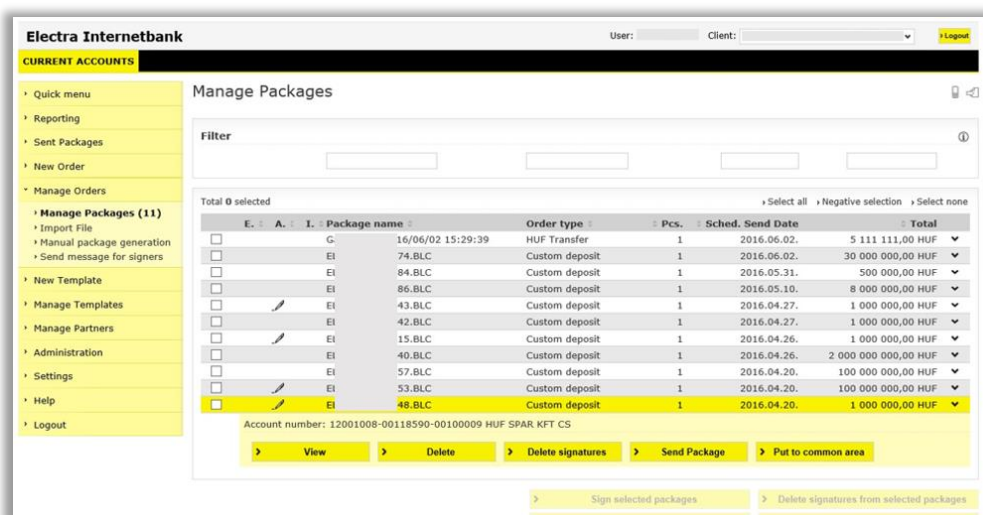 Electra Internetbank
User: Client: Logout
CURRENT ACCOUNTS
Quick menu
Reporting
Sent Packages
New Order
Manage Orders
Manage Packages (11)
Import File
Manual package generation
Send message for signers
New Template
Manage Templates
Manage Partners
Administration
Settings
Help
Logout
Manage Packages
Filter
Total 0 selected Select all Negative selection Select none
E. A. I. Package name Order type Pcs. Sched. Send Date Total
G 16/06/02 15:29:39 HUF Transfer 1 2016.06.02. 5 111 111,00 HUF
El 74.BLC Custom deposit 1 2016.06.02. 30 000 000,00 HUF
El 84.BLC Custom deposit 1 2016.05.31. 500 000,00 HUF
El 86.BLC Custom deposit 1 2016.05.10. 8 000 000,00 HUF
El 43.BLC Custom deposit 1 2016.04.27. 1 000 000,00 HUF
El 42.BLC Custom deposit 1 2016.04.27. 1 000 000,00 HUF
El 15.BLC Custom deposit 1 2016.04.26. 1 000 000,00 HUF
El 40.BLC Custom deposit 1 2016.04.26. 2 000 000 000,00 HUF
El 57.BLC Custom deposit 1 2016.04.20. 100 000 000,00 HUF
El 53.BLC Custom deposit 1 2016.04.20. 100 000 000,00 HUF
El 48.BLC Custom deposit 1 2016.04.20. 1 000 000,00 HUF
Account number: 12001008-00118590-00100009 HUF SPAR KFT CS
View Delete Delete signatures Send Package Put to common area
Sign selected packages Delete signatures from selected packages